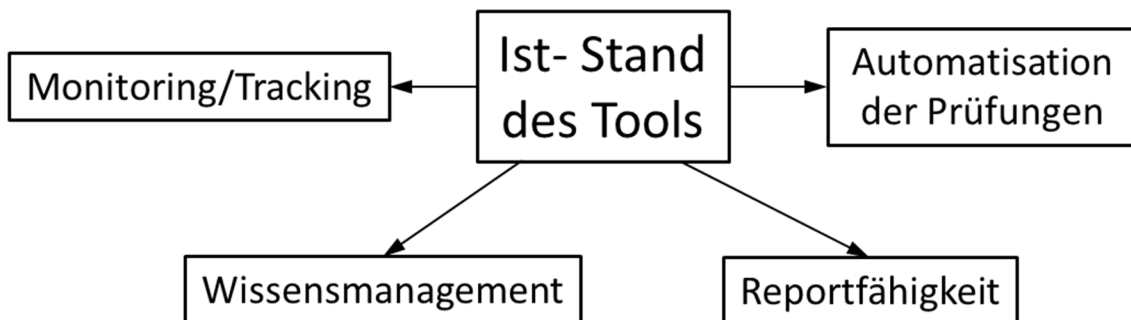 Ist- Stand
des Tools
Monitoring/Tracking
Automatisation
der Prüfungen
Wissensmanagement
Reportfähigkeit